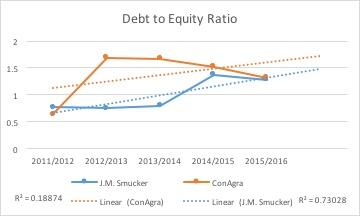 Debt to Equity Ratio
2
1.5
1
0.5
0
2011/2012 2012/2013 2013/2014 2014/2015 2015/2016
J.M. Smucker ConAgra
R² = 0.18874 Linear (ConAgra) Linear (J.M. Smucker) R² = 0.73028